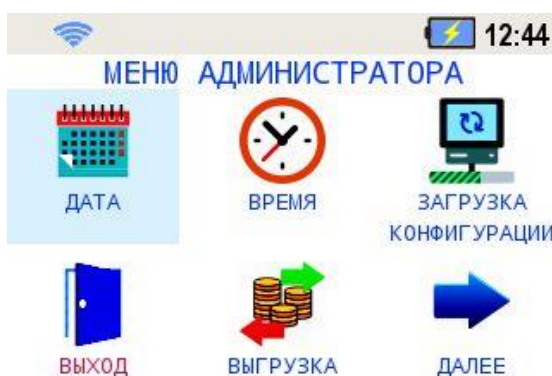 12:44
МЕНЮ АДМИНИСТРАТОРА
ДАТА
ВРЕМЯ
ЗАГРУЗКА
КОНФИГУРАЦИИ
ВЫХОД
ВЫГРУЗКА
ДАЛЕЕ